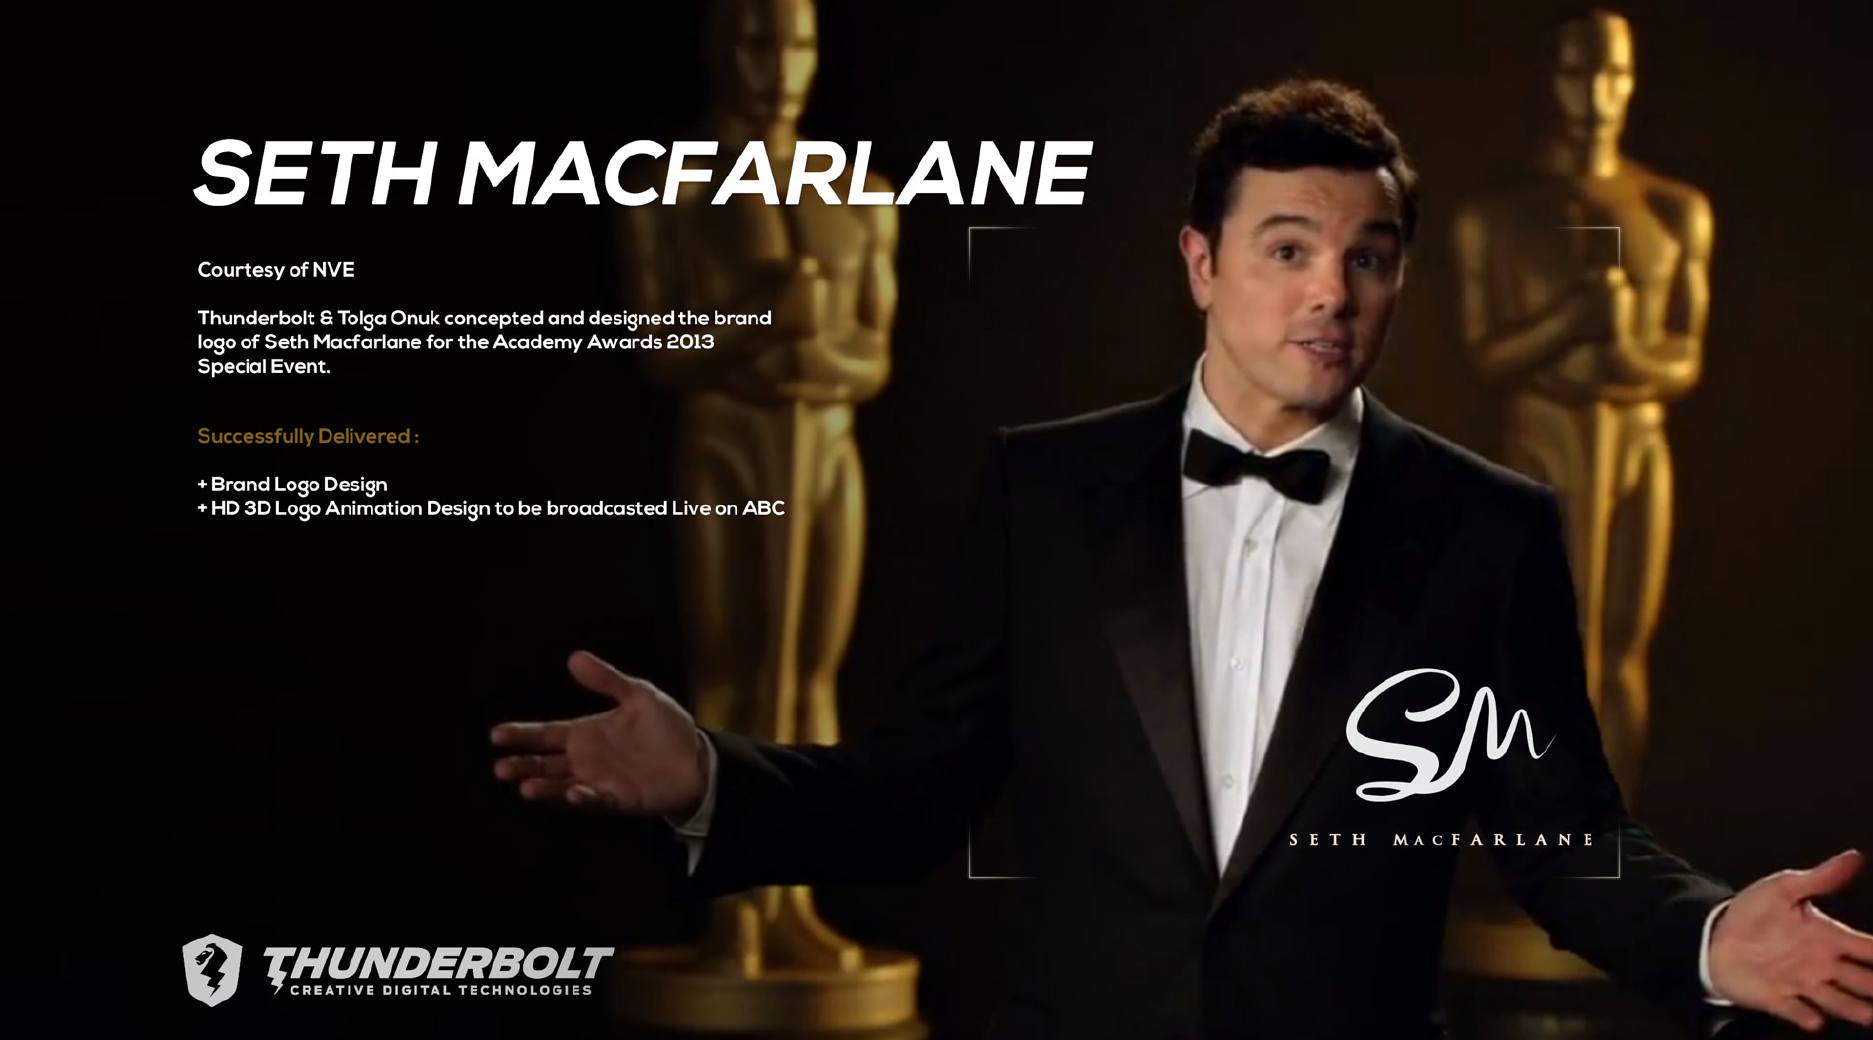 SETH MACFARLANE
Courtesy of NVE
Thunderbolt & Tolga Onuk concepted and designed the brand
logo of Seth Macfarlane for the Academy Awards 2013
Special Event.
Successfully Delivered :
+ Brand Logo Design
+ HD 3D Logo Animation Design to be broadcasted Live on ABC
SM
SETH MACFARLANE
THUNDERBOLT
CREATIVE DIGITAL TECHNOLOGIES